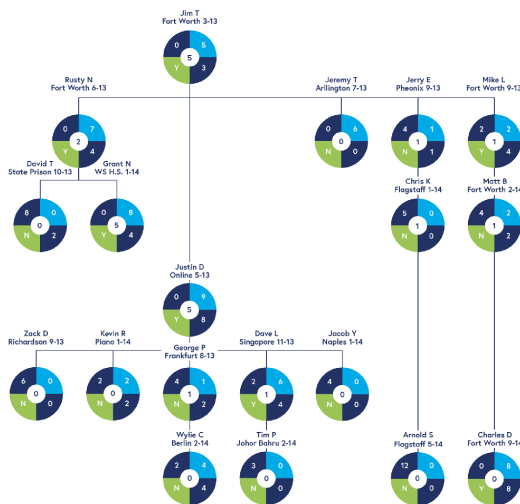 Jim T
Fort Worth 3-13
0 5
5
Y 3
Rusty N
Fort Worth 6-13
0 7
2
Y 4
Jeremy T
Arllington 7-13
0 6
0
N 0
Jerry E
Pheonix 9-13
4 1
1
N 1
Mike L
Fort Worth 9-13
2 2
1
Y 4
David T
State Prison 10-13
8 0
0
N 2
Grant N
WS H.S. 1-14
0 8
5
Y 4
Chris K
Flagstaff 1-14
5 0
1
N 0
Matt B
Fort Worth 2-14
4 2
1
N 1
Justin D
Online 5-13
0 9
5
Y 8
Zack D
Richardson 9-13
6 0
0
N 0
Kevin R
Plano 1-14
2 2
0
N 2
George P
Frankfurt 8-13
4 1
1
N 2
Dave L
Singapore 11-13
2 6
1
Y 4
Jacob Y
Naples 1-14
4 0
0
N 0
Wylie C
Berlin 2-14
2 4
0
N 4
Tim P
Johor Bahru 2-14
3 0
0
N 0
Arnold S
Flagstaff 5-14
12 0
0
N 0
Charles D
Fort Worth 9-14
0 8
0
Y 8